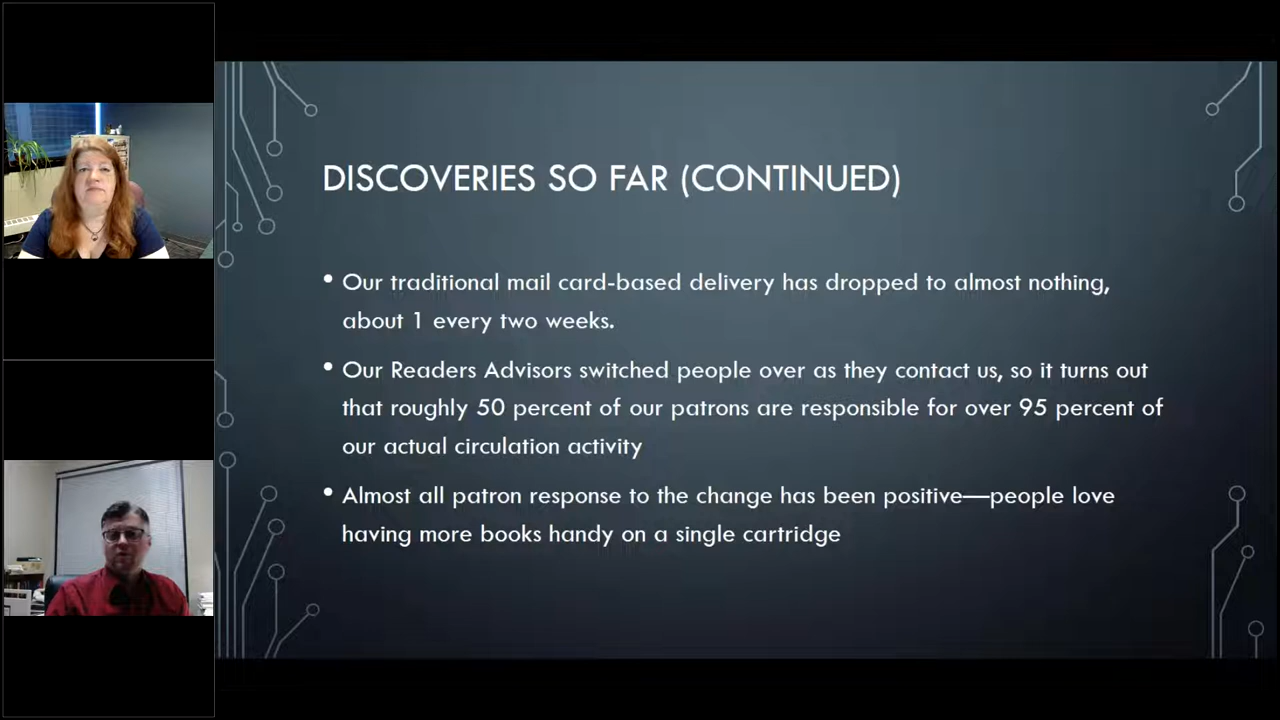 DISCOVERIES SO FAR (CONTINUED)
• Our traditional mail card-based delivery has dropped to almost nothing,
about 1 every two weeks.
• Our Readers Advisors switched people over as they contact us, so it turns out
that roughly 50 percent of our patrons are responsible for over 95 percent of
our actual circulation activity
• Almost all patron response to the change has been positive—people love
having more books handy on a single cartridge